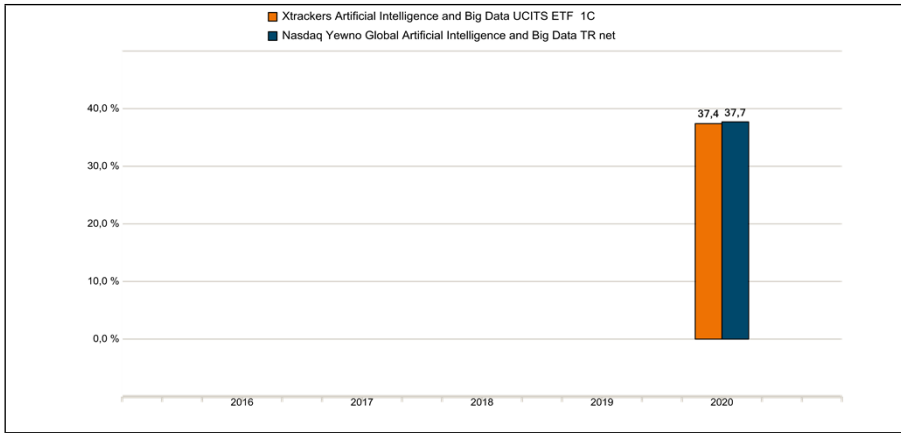 Xtrackers Artificial Intelligence and Big Data UCITS ETF 1C
Nasdaq Yewno Global Artificial Intelligence and Big Data TR net
40,0 %
30,0 %
20,0 %
10,0 %
0,0 %
37,4 37,7
2016 2017 2018 2019 2020